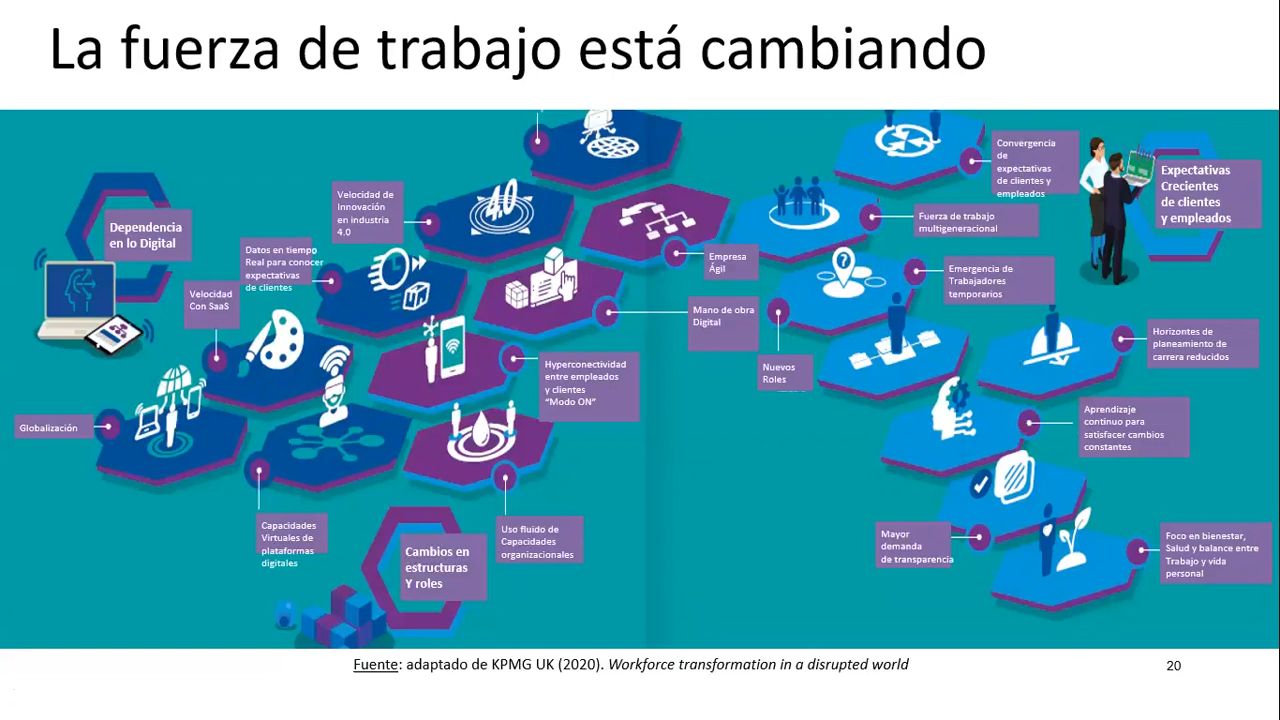 La fuerza de trabajo está cambiando
Dependencia
en lo Digital
Velocidad de
Innovación
en industria
4.0
4.0
Datos en tiempo
Real para conocer
expectativas
de clientes
Velocidad
Con SaaS
Globalización
Capacidades
Virtuales de
plataformas
digitales
Cambios en
estructuras
Y roles
Uso fluido de
Capacidades
organizacionales
Hyperconectividad
entre empleados
y clientes
“Modo ON”
Empresa
Ágil
Mano de obra
Digital
Nuevos
Roles
Convergencia
de
expectativas
de clientes y
empleados
Expectativas
Crecientes
de clientes
y empleados
Fuerza de trabajo
multigeneracional
Emergencia de
Trabajadores
temporarios
Horizontes de
planeamiento de
carrera reducidos
Aprendizaje
continuo para
satisfacer cambios
constantes
Mayor
demanda
de transparencia
Foco en bienestar,
Salud y balance entre
Trabajo y vida
personal
Fuente: adaptado de KPMG UK (2020). Workforce transformation in a disrupted world
20